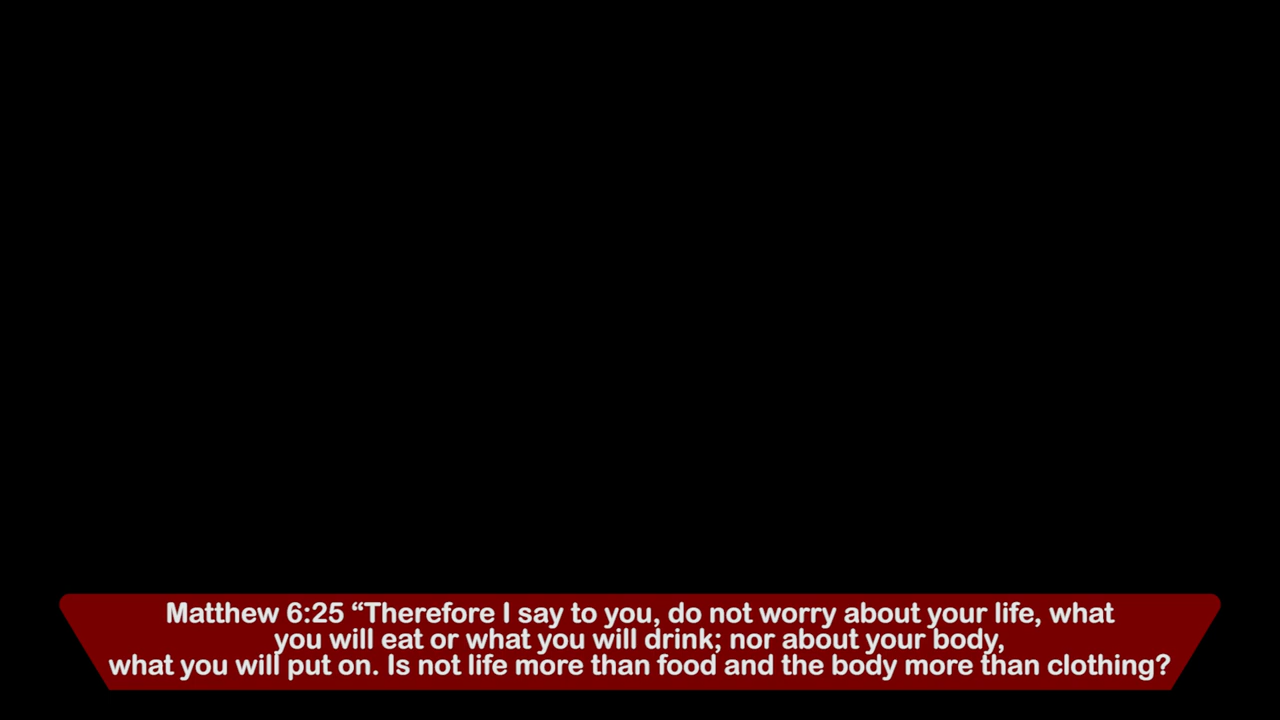 Matthew 6:25 “Therefore I say to you, do not worry about your life, what
you will eat or what you will drink; nor about your body,
what you will put on. Is not life more than food and the body more than clothing?